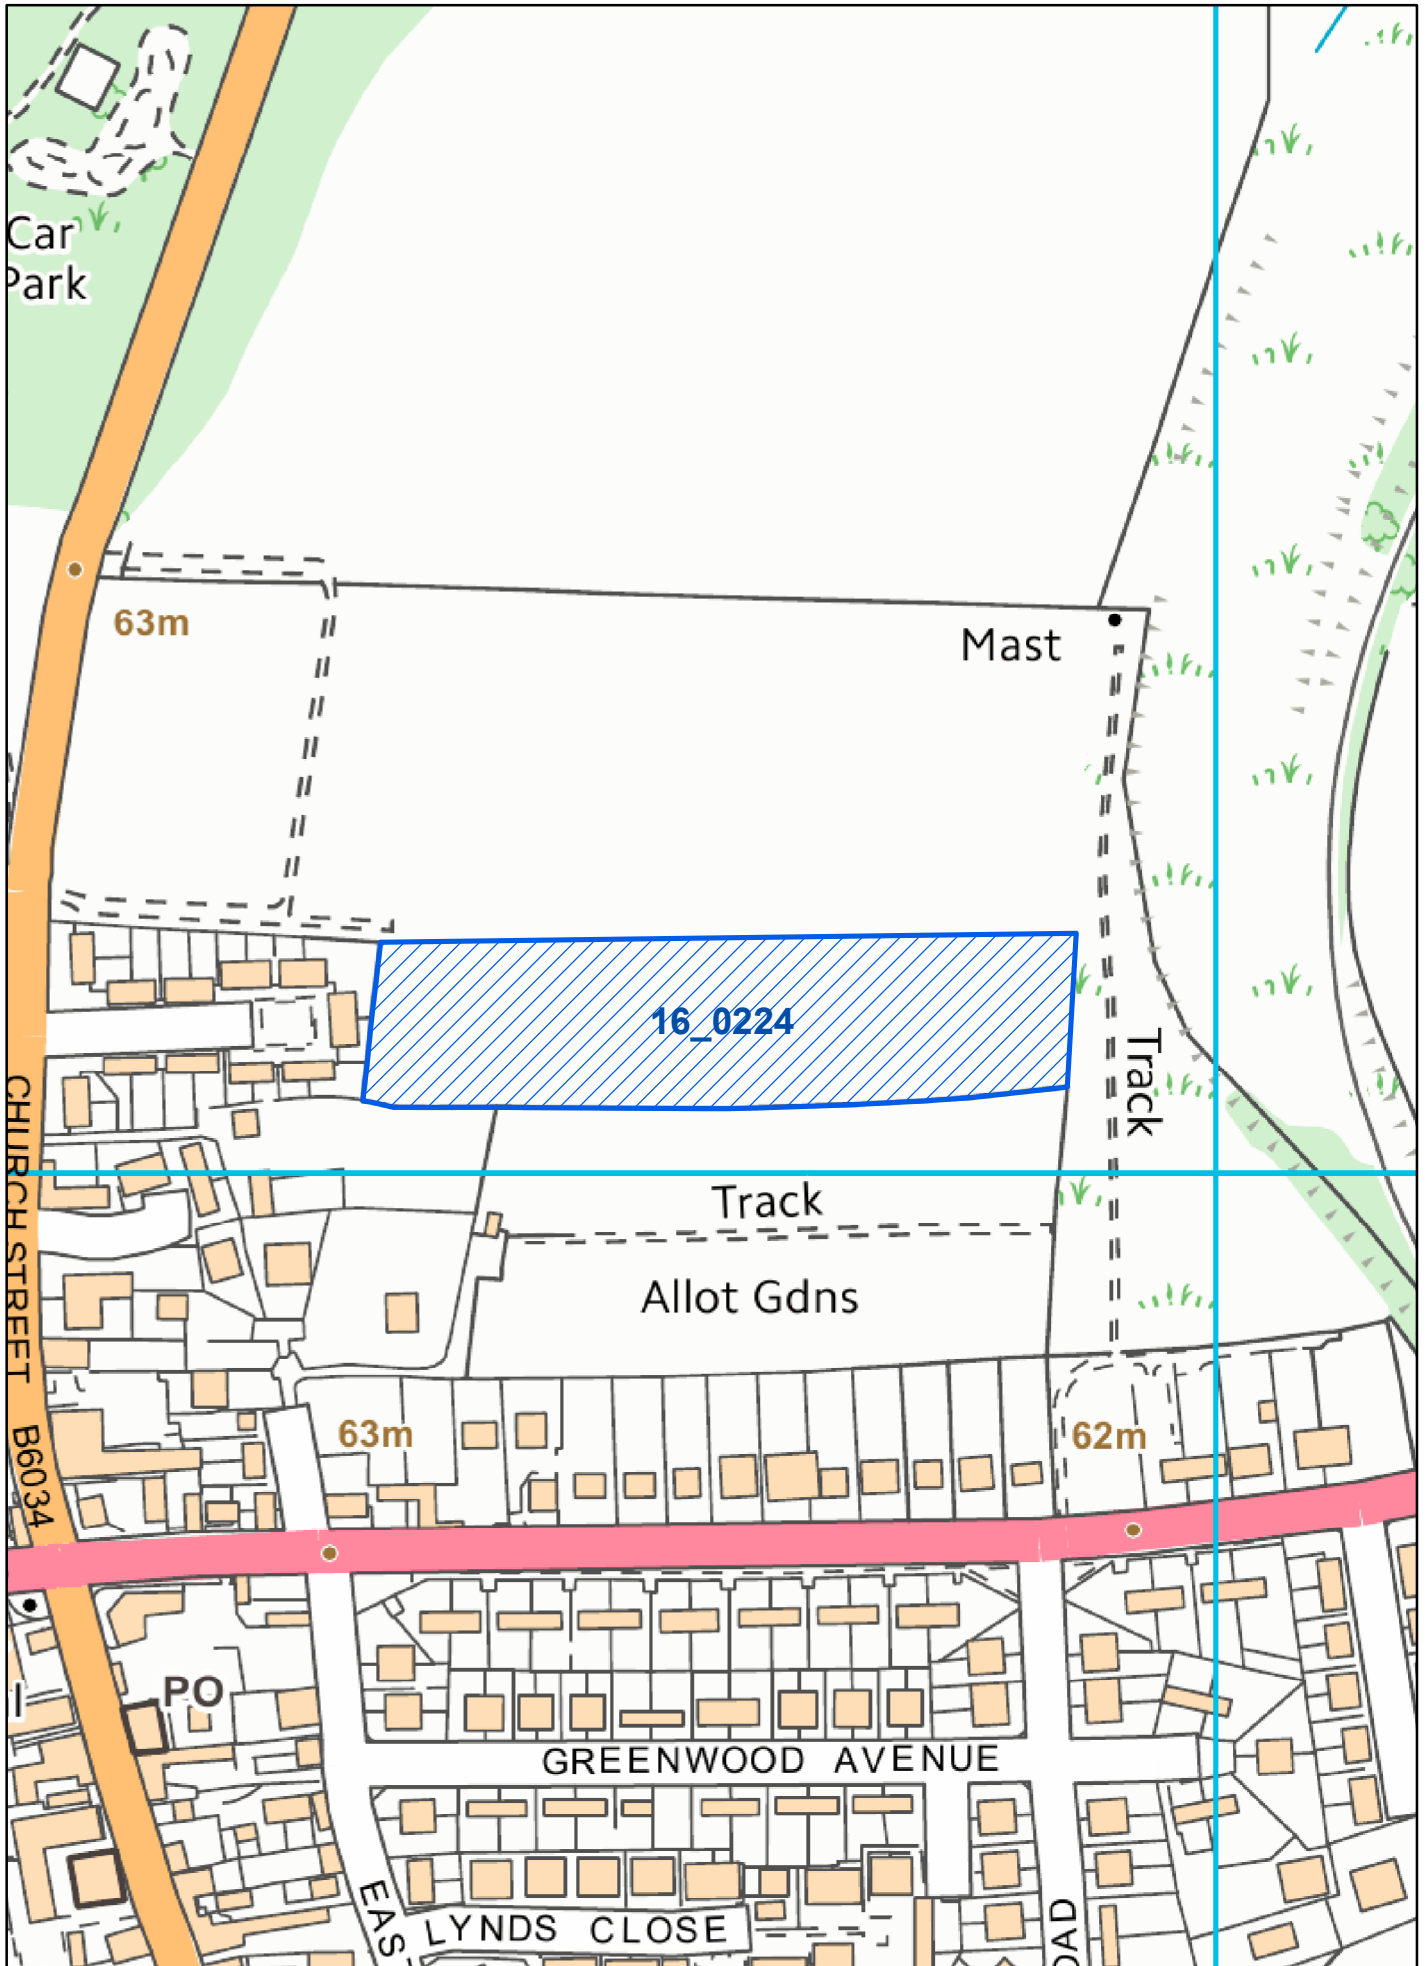 Car
Park
63m
Mast
16_0224
Track
CHURCH STREET
Track
Allot Gdns
B6034
63m
62m
PO
GREENWOOD AVENUE
LYNDS CLOSE